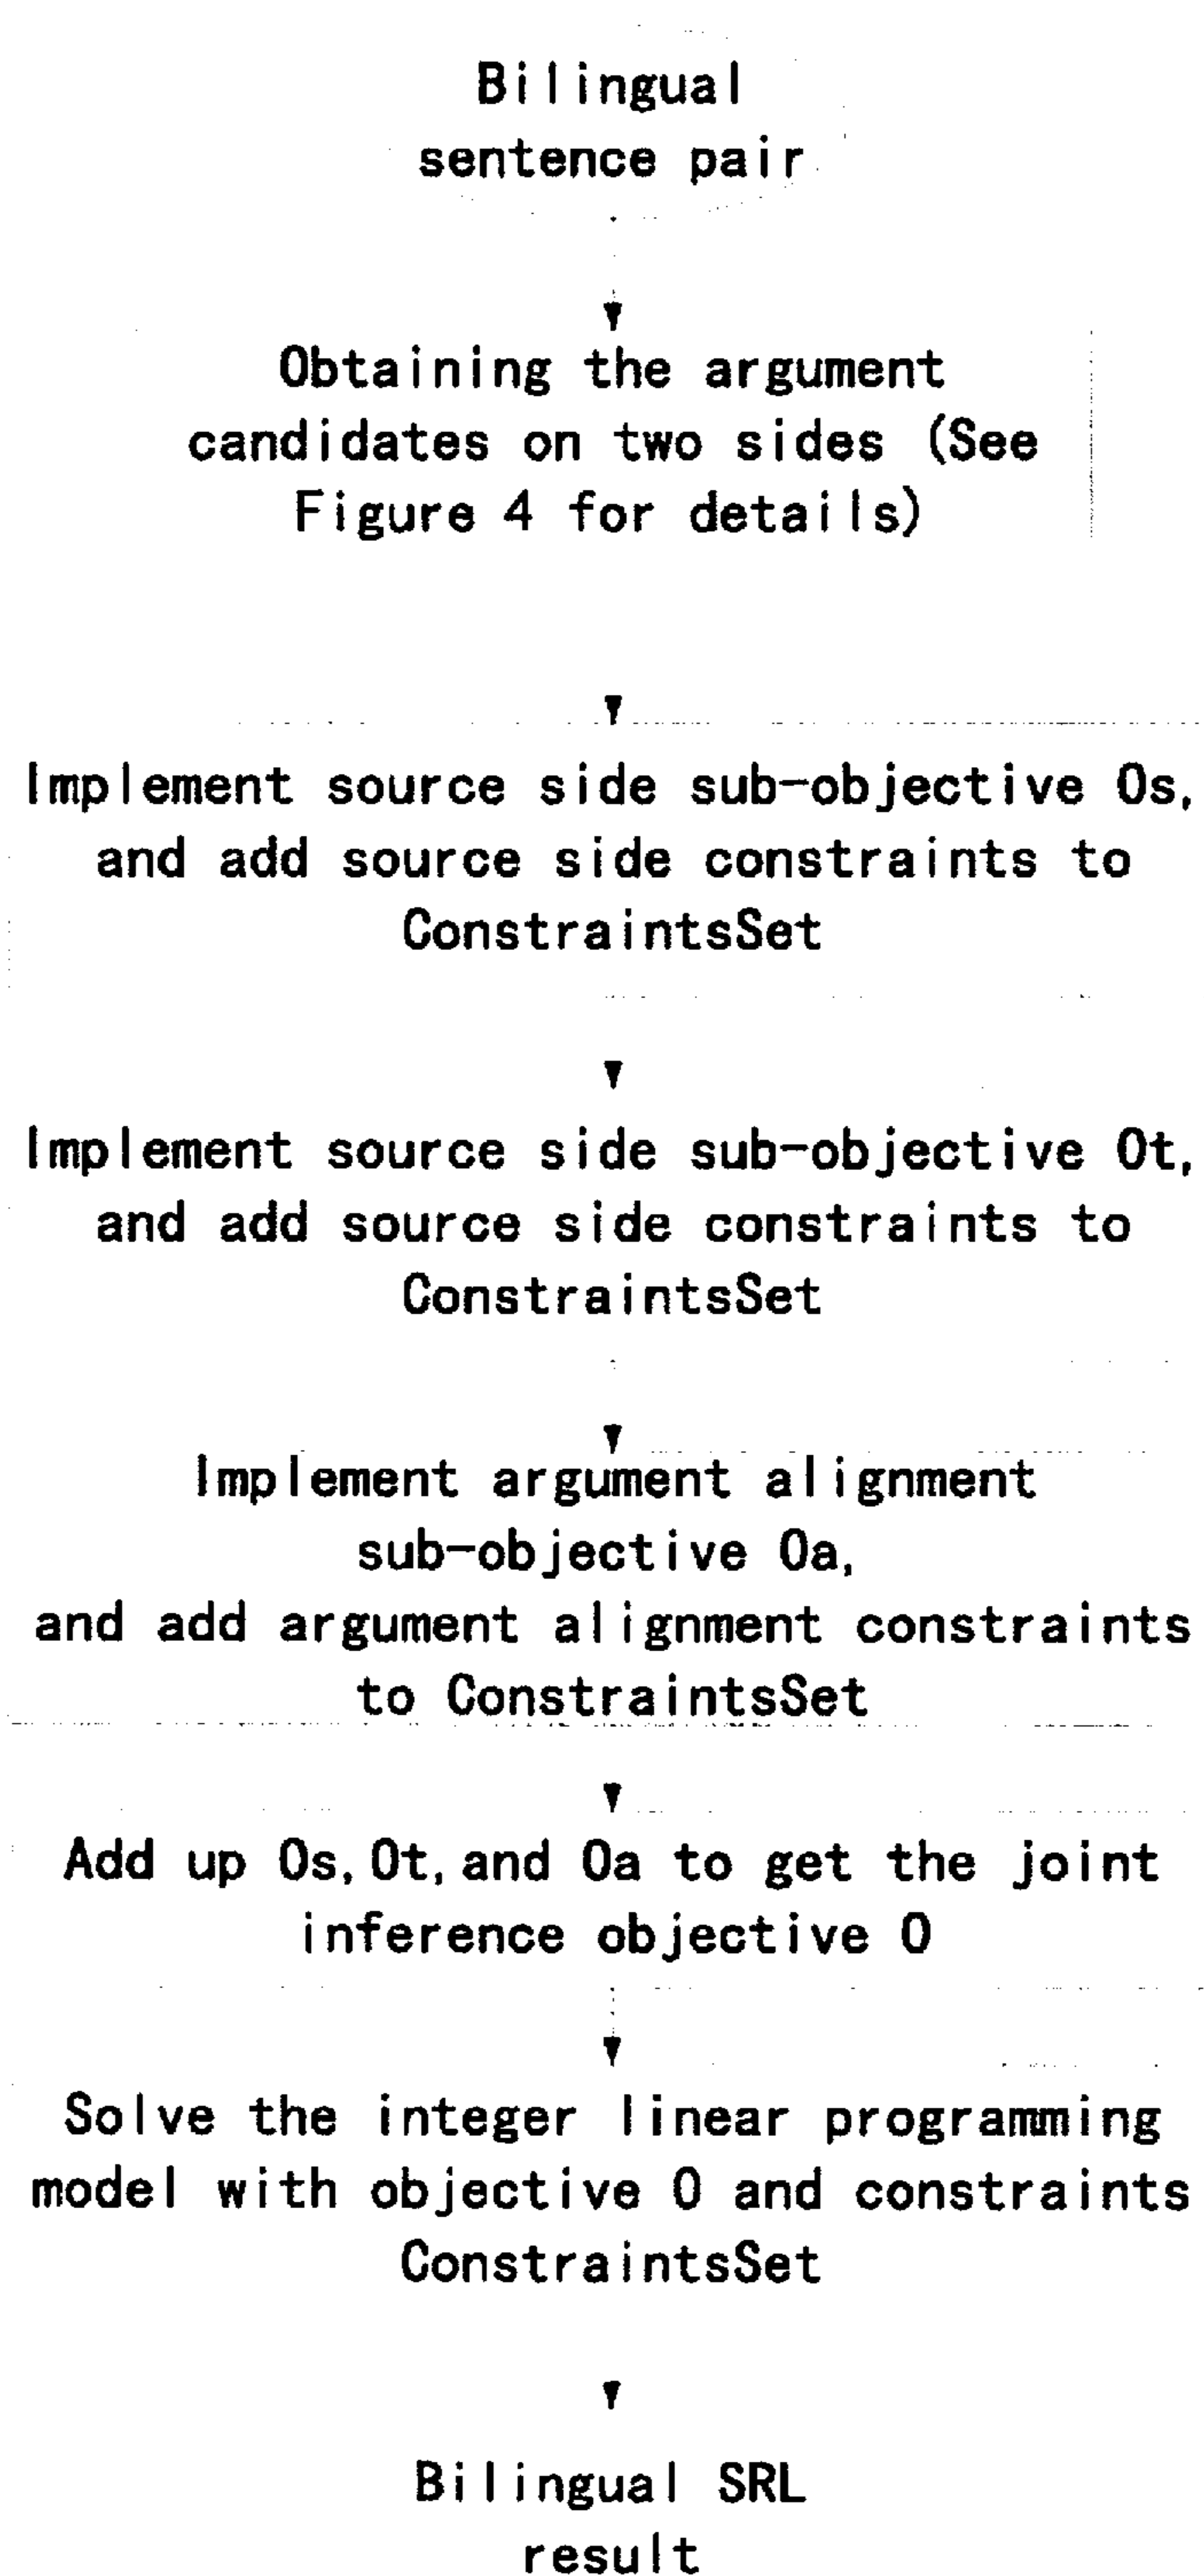 Bilingual
sentence pair
Obtaining the argument
candidates on two sides (See
Figure 4 for details)
Implement source side sub-objective Os,
and add source side constraints to
ConstraintsSet
Implement source side sub-objective Ot,
and add source side constraints to
ConstraintsSet
Implement argument alignment
sub-objective Oa,
and add argument alignment constraints
to ConstraintsSet
Add up Os, Ot, and Oa to get the joint
inference objective O
Solve the integer linear programming
model with objective O and constraints
ConstraintsSet
Bilingual SRL
result